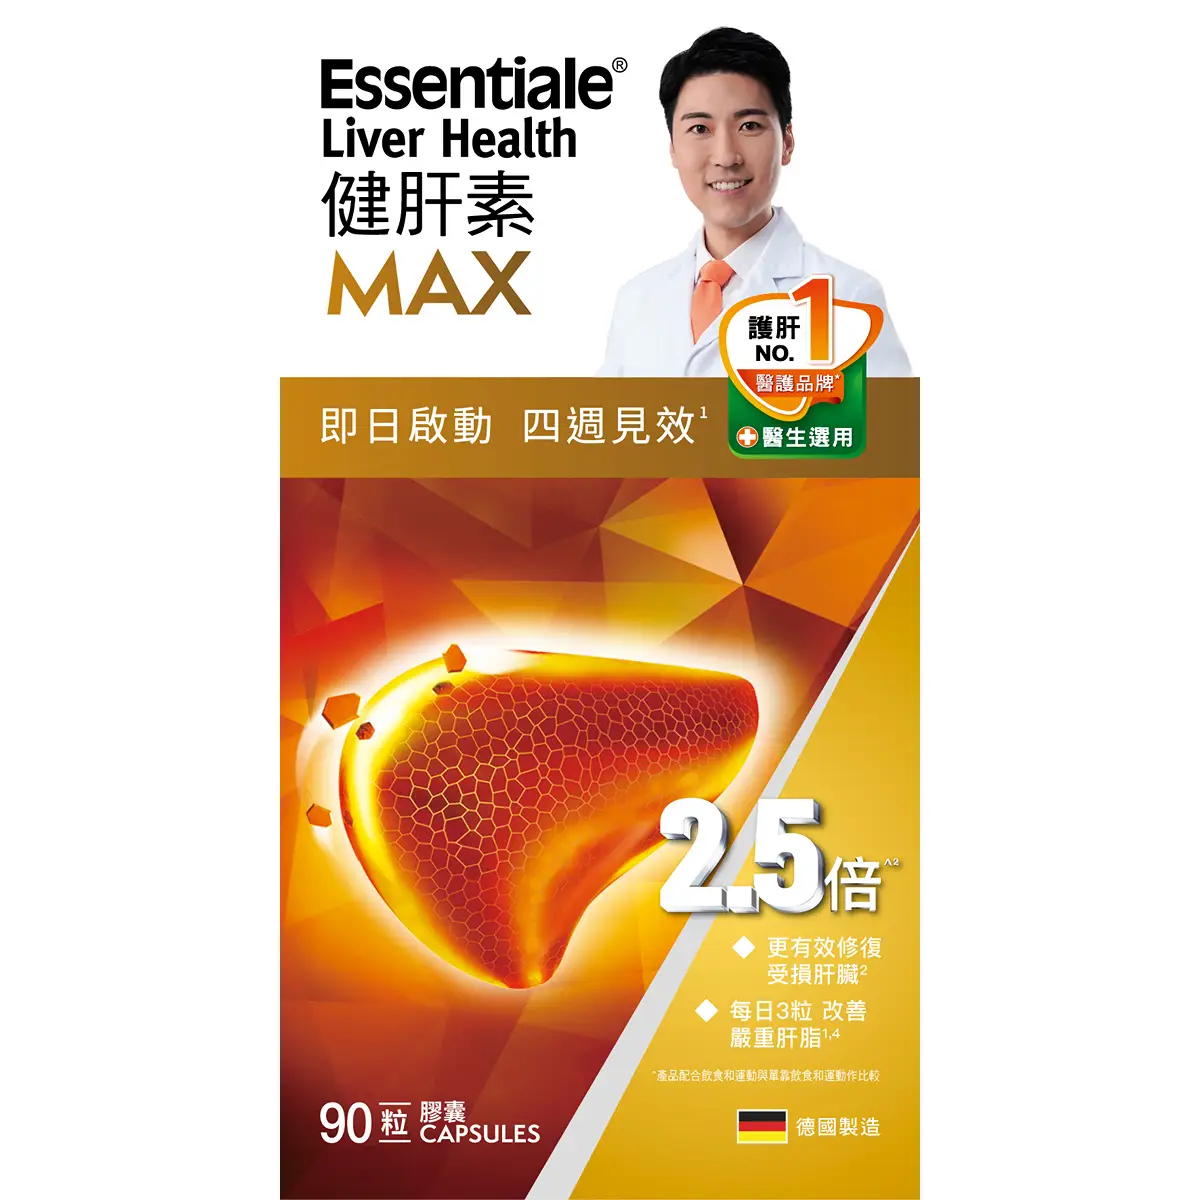 Essentiale®
Liver Health
健肝素
MAX
護肝
NO. 1
醫護品牌*
醫生選用
即日啟動 四週見效¹
2.5倍^2
更有效修復
受損肝臟²
每日3粒 改善
嚴重肝脂¹,⁴
^產品配合飲食和運動與單靠飲食和運動作比較
90粒 膠囊
CAPSULES
德國製造